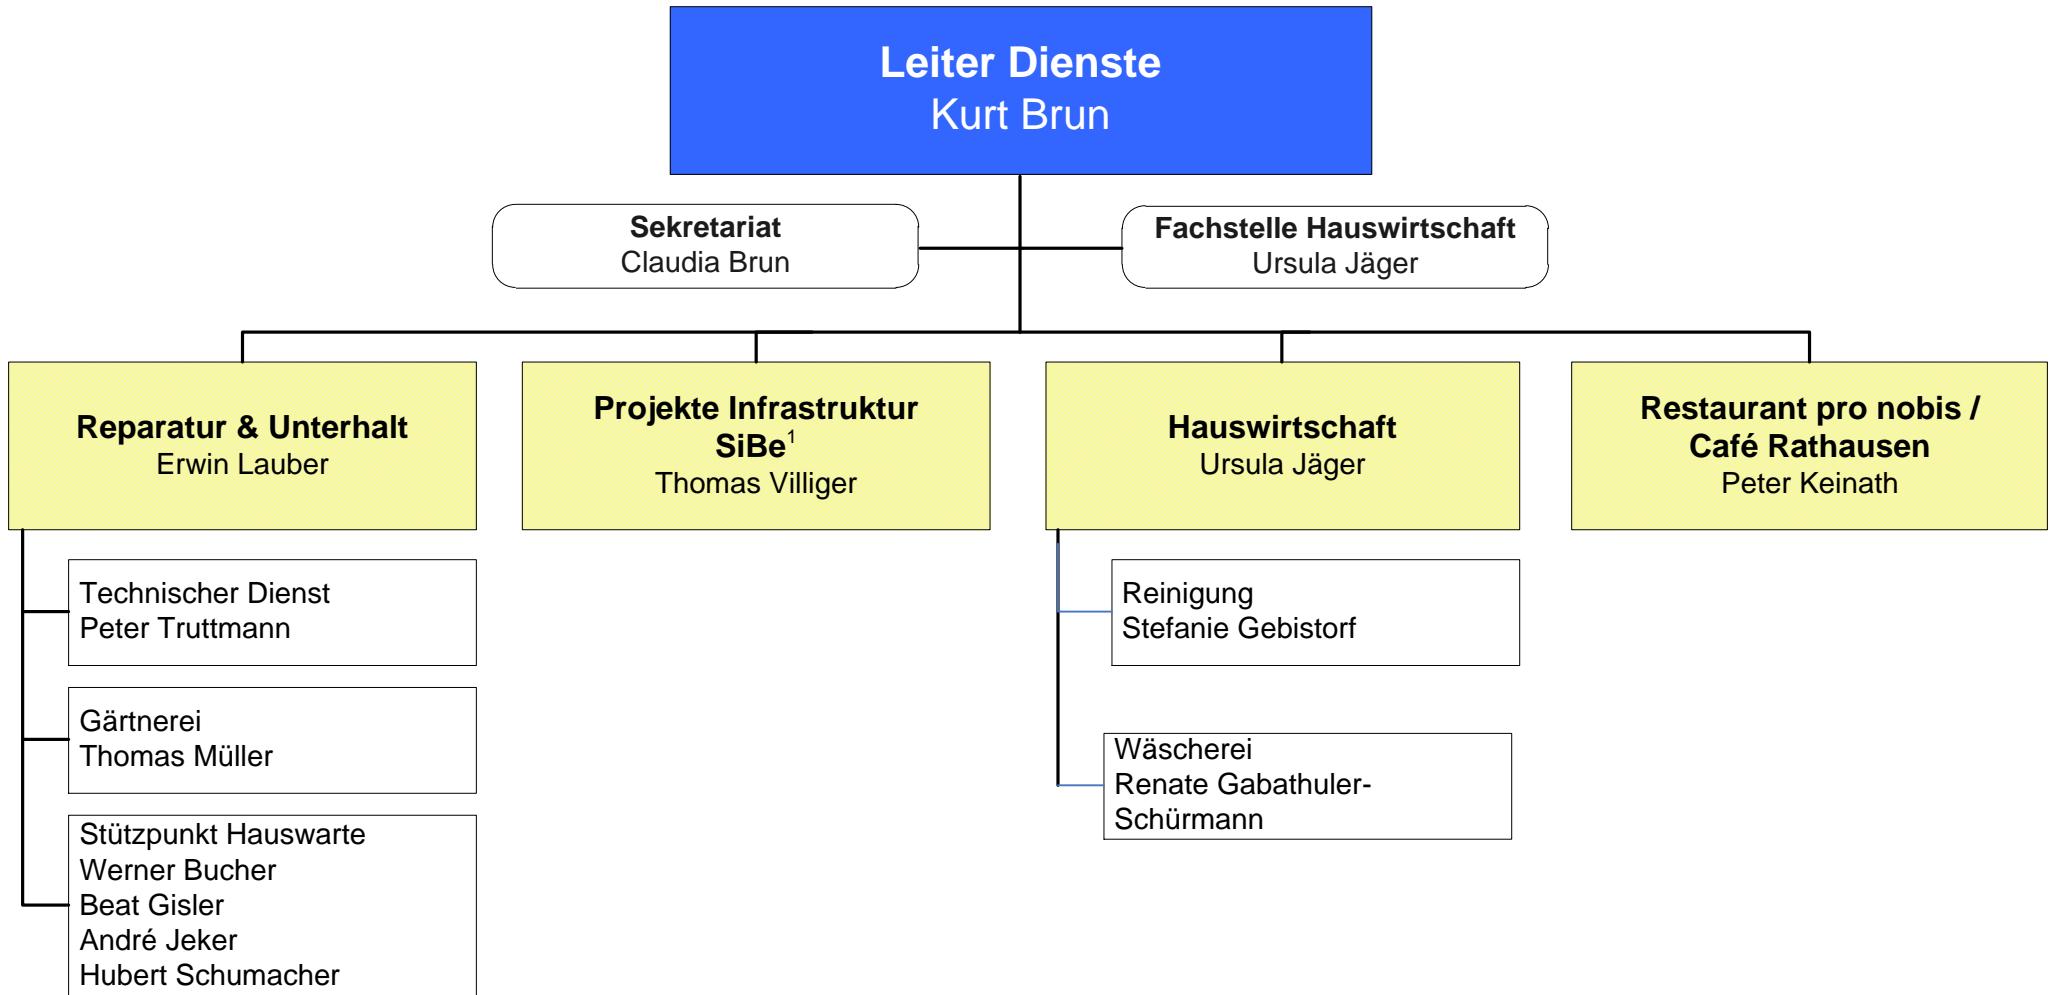 Leiter Dienste
Kurt Brun
Sekretariat
Claudia Brun
Fachstelle Hauswirtschaft
Ursula Jäger
Reparatur & Unterhalt
Erwin Lauber
Projekte Infrastruktur
SiBe¹
Thomas Villiger
Hauswirtschaft
Ursula Jäger
Restaurant pro nobis /
Café Rathausen
Peter Keinath
Technischer Dienst
Peter Truttmann
Gärtnerei
Thomas Müller
Stützpunkt Hauswarte
Werner Bucher
Beat Gisler
André Jeker
Hubert Schumacher
Reinigung
Stefanie Gebistorf
Wäscherei
Renate Gabathuler-
Schürmann